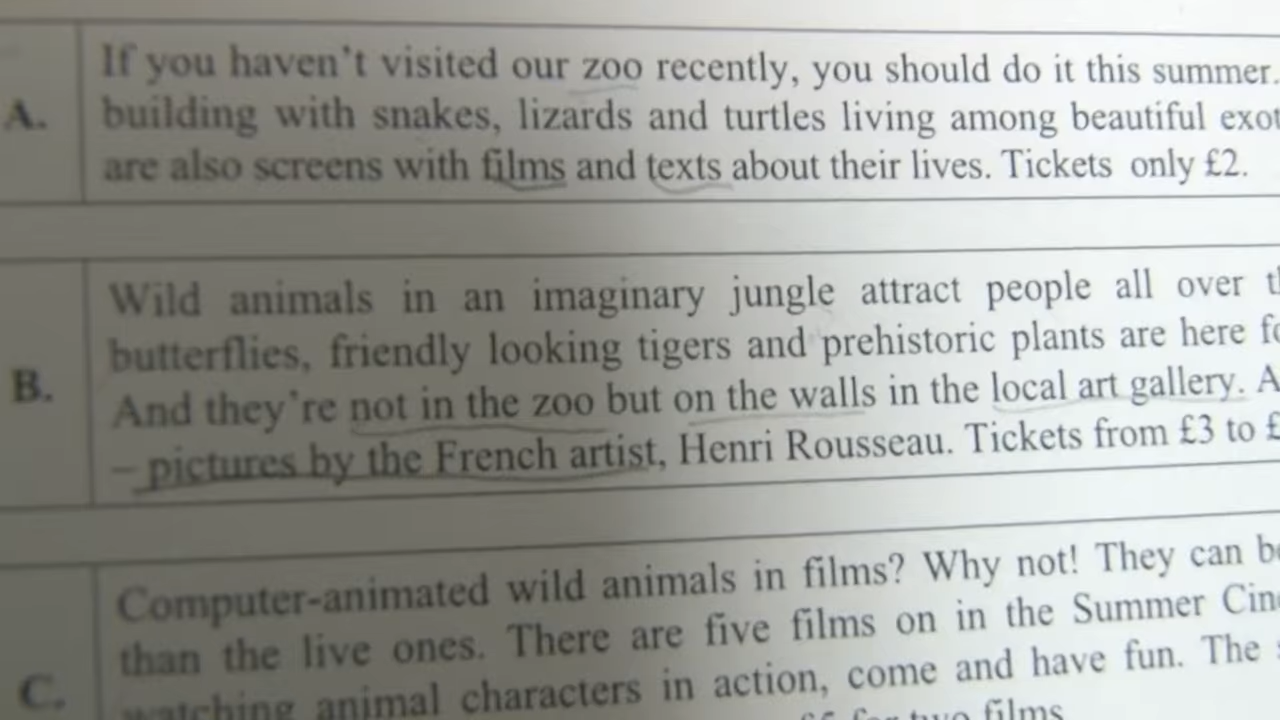 A.
If you haven't visited our zoo recently, you should do it this summer.
building with snakes, lizards and turtles living among beautiful
are also screens with films and texts about their lives. Tickets only £2.
B.
Wild animals in an imaginary jungle attract people all over
butterflies, friendly looking tigers and prehistoric plants are here
And they're not in the zoo but on the walls in the local art gallery.
– pictures by the French artist, Henri Rousseau. Tickets from £3 to
C.
Computer-animated wild animals in films? Why not! They can
than the live ones. There are five films on in the Summer
watching animal characters in action, come and have fun. The
for two films